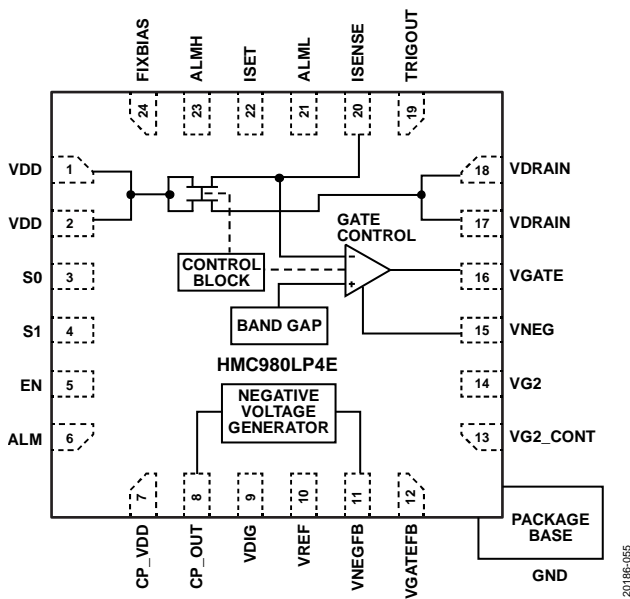 FIXBIAS
ALMH
ISET
ALML
ISENSE
TRIGOUT
24
23
22
21
20
19
VDD
1
18
VDRAIN
VDD
2
17
VDRAIN
GATE
CONTROL
S0
3
CONTROL
BLOCK
−
+
16
VGATE
S1
4
BAND GAP
15
VNEG
HMC980LP4E
EN
5
NEGATIVE
VOLTAGE
GENERATOR
14
VG2
ALM
6
13
VG2_CONT
7
8
9
10
11
12
CP_VDD
CP_OUT
VDIG
VREF
VNEGFB
VGATEFB
PACKAGE
BASE
GND
20186-055